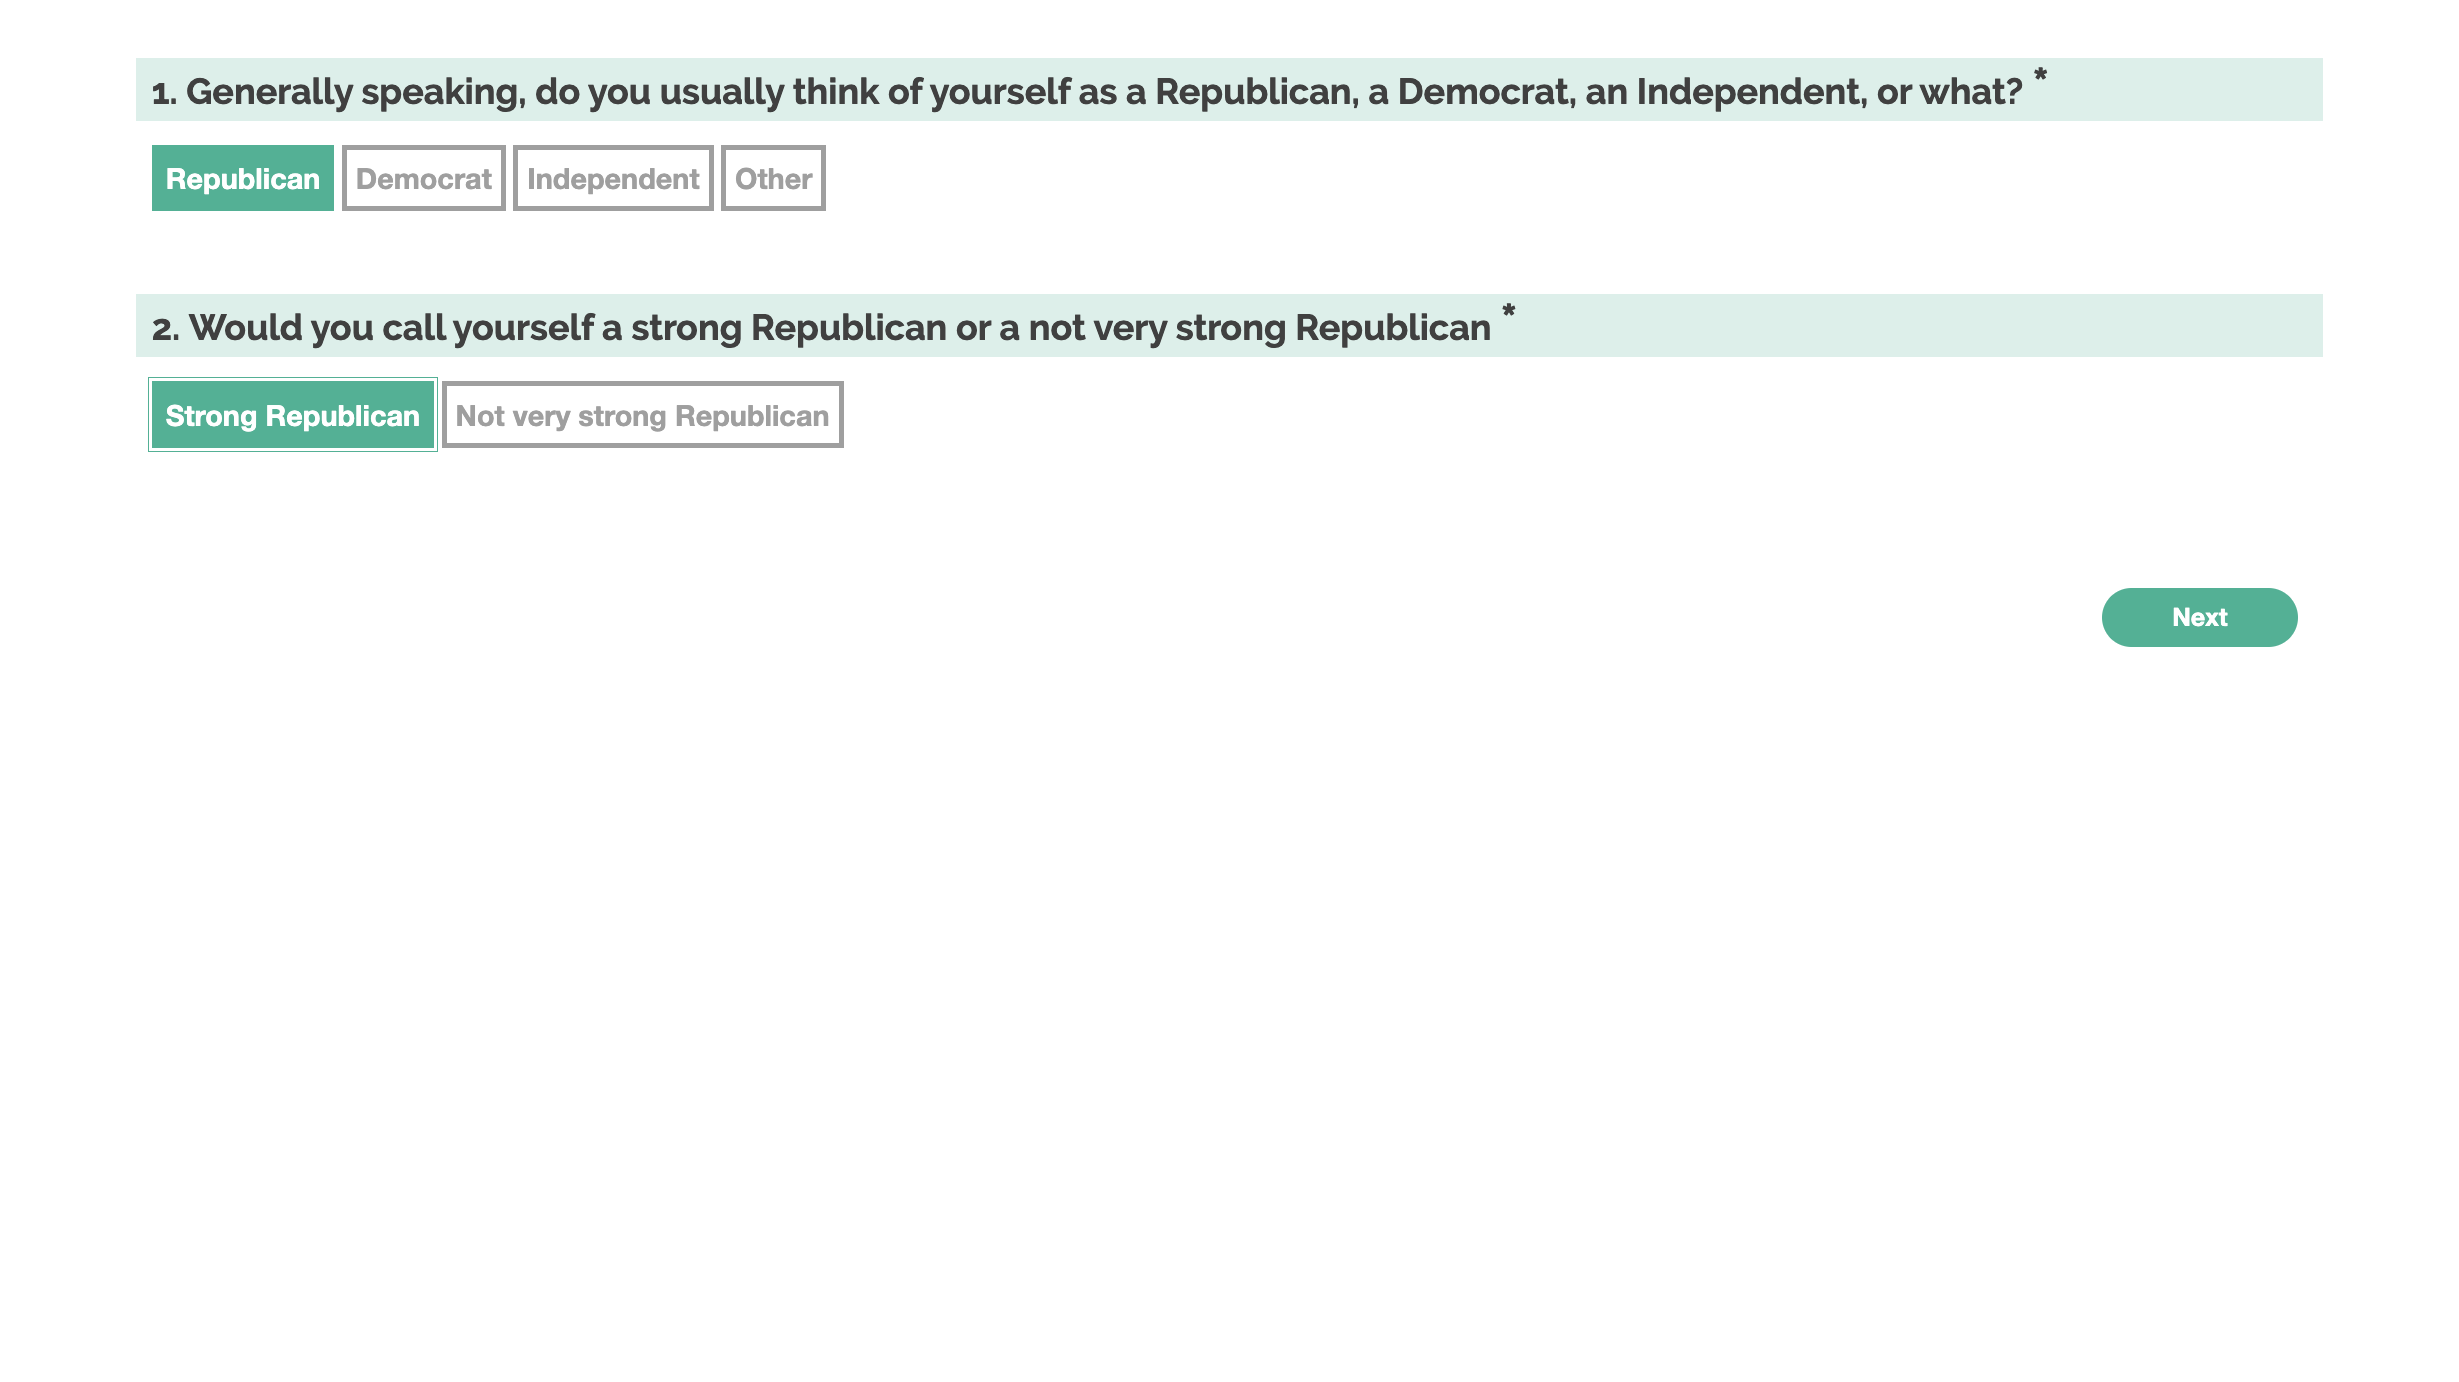 1. Generally speaking, do you usually think of yourself as a Republican, a Democrat, an Independent, or what? *
Republican Democrat Independent Other
2. Would you call yourself a strong Republican or a not very strong Republican *
Strong Republican Not very strong Republican
Next